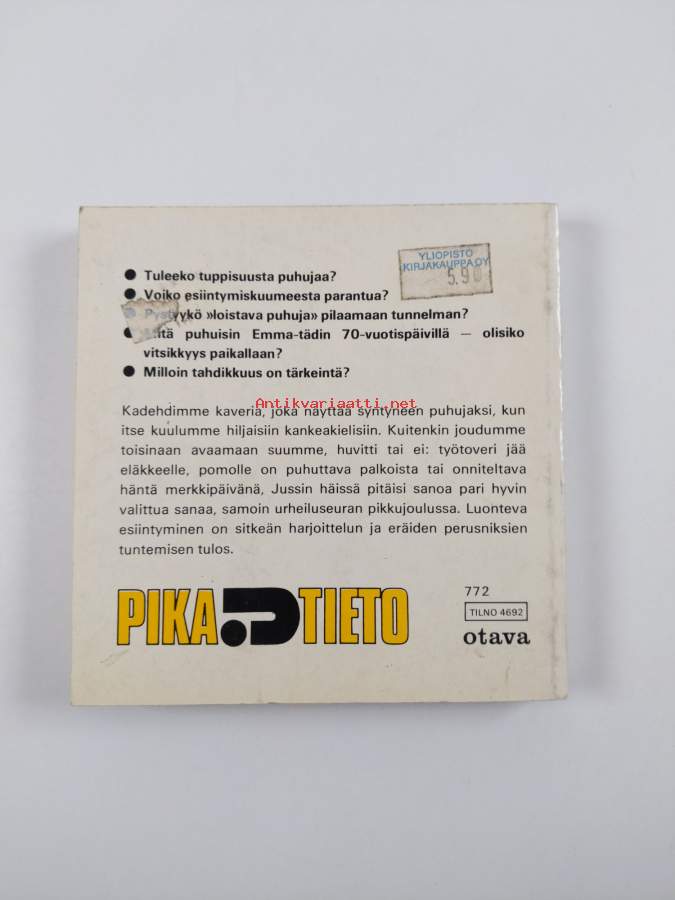 YLIOPISTO
KIRJAKAUPPA OY
● Tuleeko tuppisuusta puhujaa?
● Voiko esiintymiskuumeesta parantua?
»loistava puhuja» pilaamaan tunnelman?
puhuisin Emma-tädin 70-vuotispäivillä — olisiko
vitsikkyys paikallaan?
● Milloin tahdikkuus on tärkeintä?
Antikvariaatti.net
Kadehdimme kaveria, joka näyttää syntyneen puhujaksi, kun
itse kuulumme hiljaisiin kankeakielisiin. Kuitenkin joudumme
toisinaan avaamaan suumme, huvitti tai ei: työtoveri jää
eläkkeelle, pomolle on puhuttava palkoista tai onniteltava
häntä merkkipäivänä, Jussin häissä pitäisi sanoa pari hyvin
valittua sanaa, samoin urheiluseuran pikkujoulussa. Luonteva
esiintyminen on sitkeän harjoittelun ja eräiden perusniksien
tuntemisen tulos.
PIKA?TIETO
772
TILNO 4692
otava